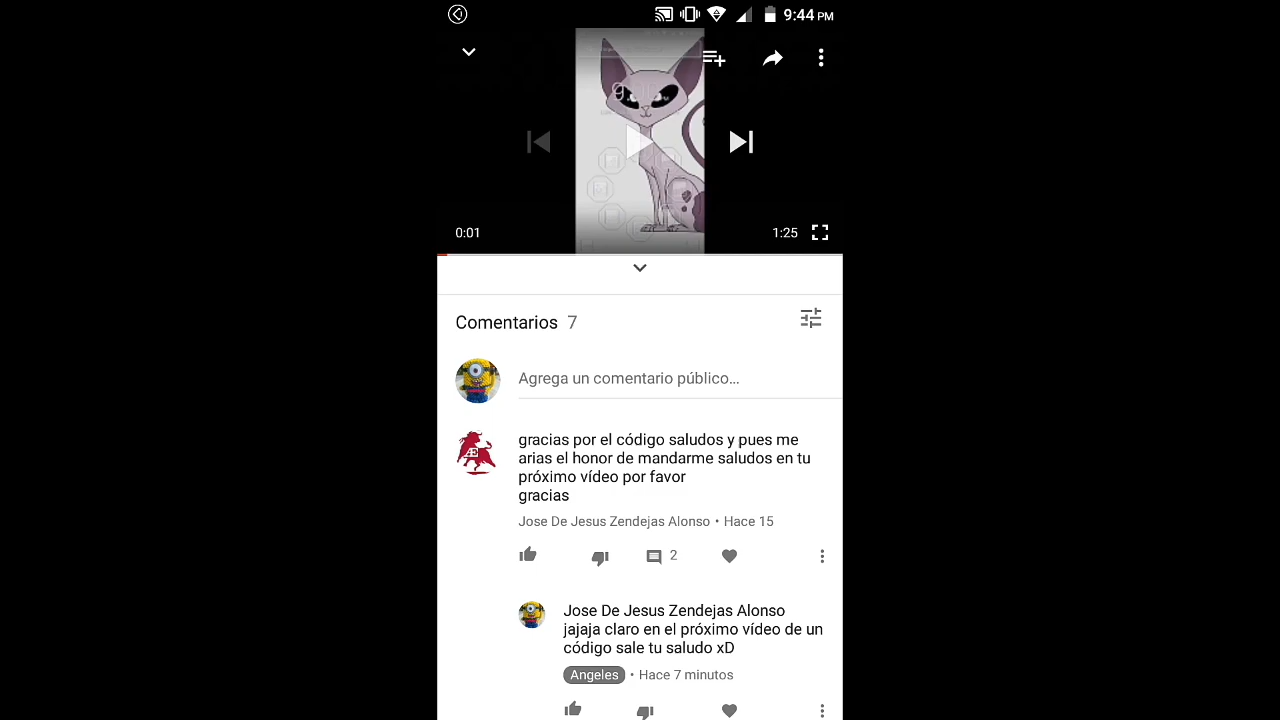 9:44 PM
0:01
1:25
Comentarios 7
Agrega un comentario público...
gracias por el código saludos y pues me
arias el honor de mandarme saludos en tu
próximo vídeo por favor
gracias
Jose De Jesus Zendejas Alonso • Hace 15
2
Jose De Jesus Zendejas Alonso
jajaja claro en el próximo vídeo de un
código sale tu saludo xD
Angeles • Hace 7 minutos